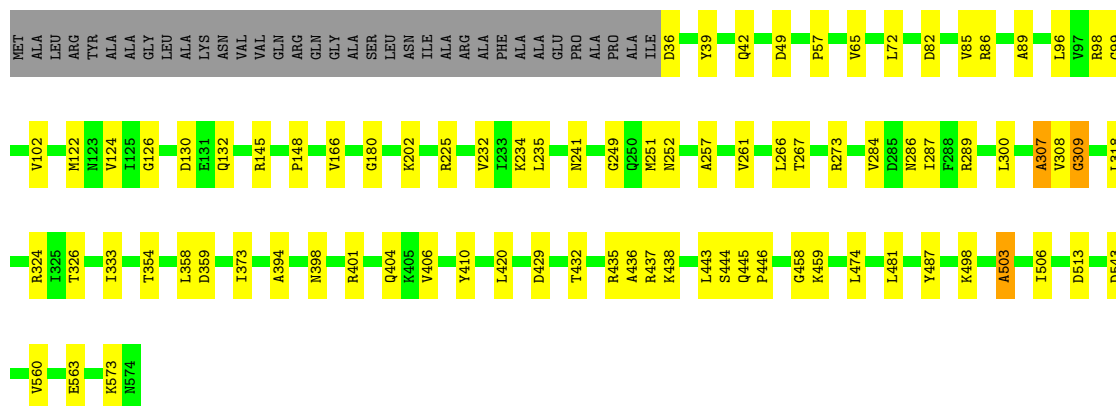 MET ALA LEU ARG TYR ALA ALA GLY LEU ALA LYS ASN VAL VAL GLN ARG GLN GLY ALA SER LEU ASN ILE ALA ARG ALA PHE ALA ALA GLU PRO ALA PRO ALA ILE D36 Y39 Q42 D49 P57 V65 L72 D82 V85 R86 A89 L96 V97 R98 G99
V102 M122 N123 V124 I125 G126 D130 E131 Q132 R145 P148 V166 G180 K202 R225 V232 I233 K234 L235 N241 G249 Q250 M251 N252 A257 V261 L266 T267 R273 V284 D285 N286 I287 F288 R289 L300 A307 V308 G309 L318
R324 I325 T326 I333 T354 L358 D359 I373 A394 N398 R401 Q404 K405 V406 Y410 L420 D429 T432 R435 A436 R437 K438 L443 S444 Q445 P446 G458 K459 L474 L481 Y487 K498 A503 I506 D513
V560 E563 K573 N574